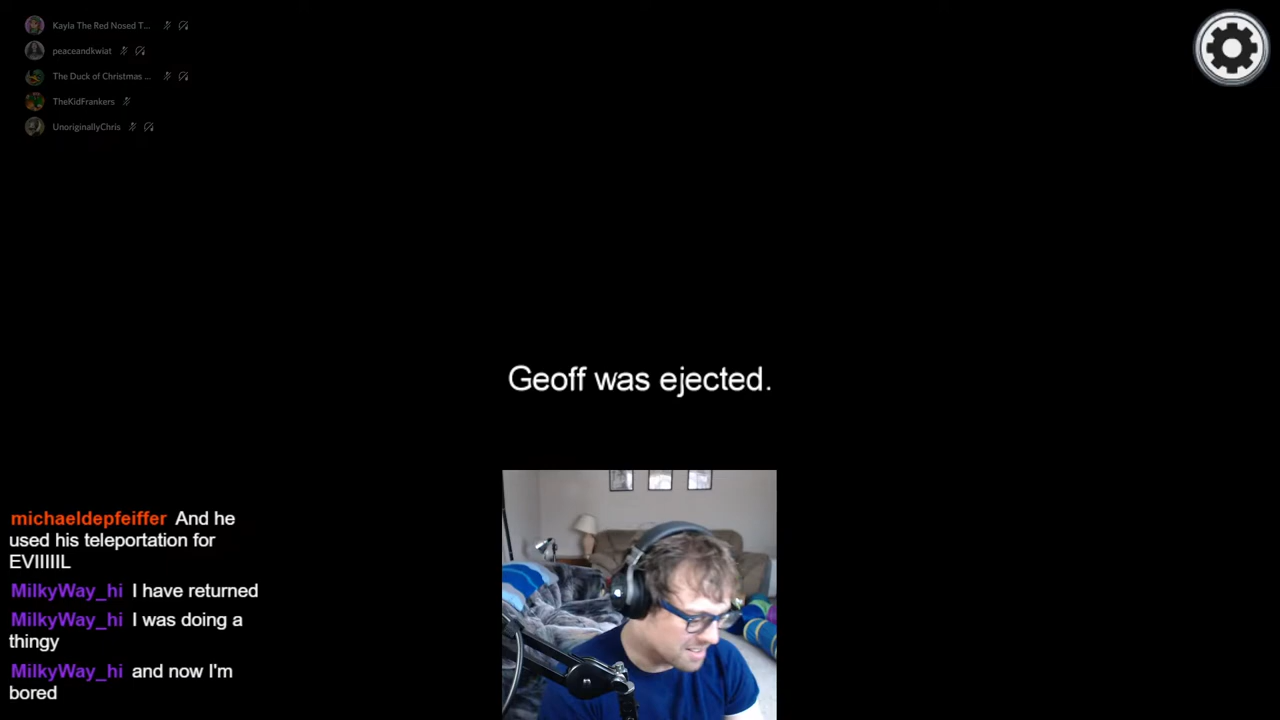 Kayla The Red Nosed T...
peaceandkwiat
The Duck of Christmas ...
TheKidFrankers
UnoriginallyChris
Geoff was ejected.
michaeldepfeiffer And he
used his teleportation for
EVIIIIIL
MilkyWay_hi I have returned
MilkyWay_hi I was doing a
thingy
MilkyWay_hi and now I'm
bored